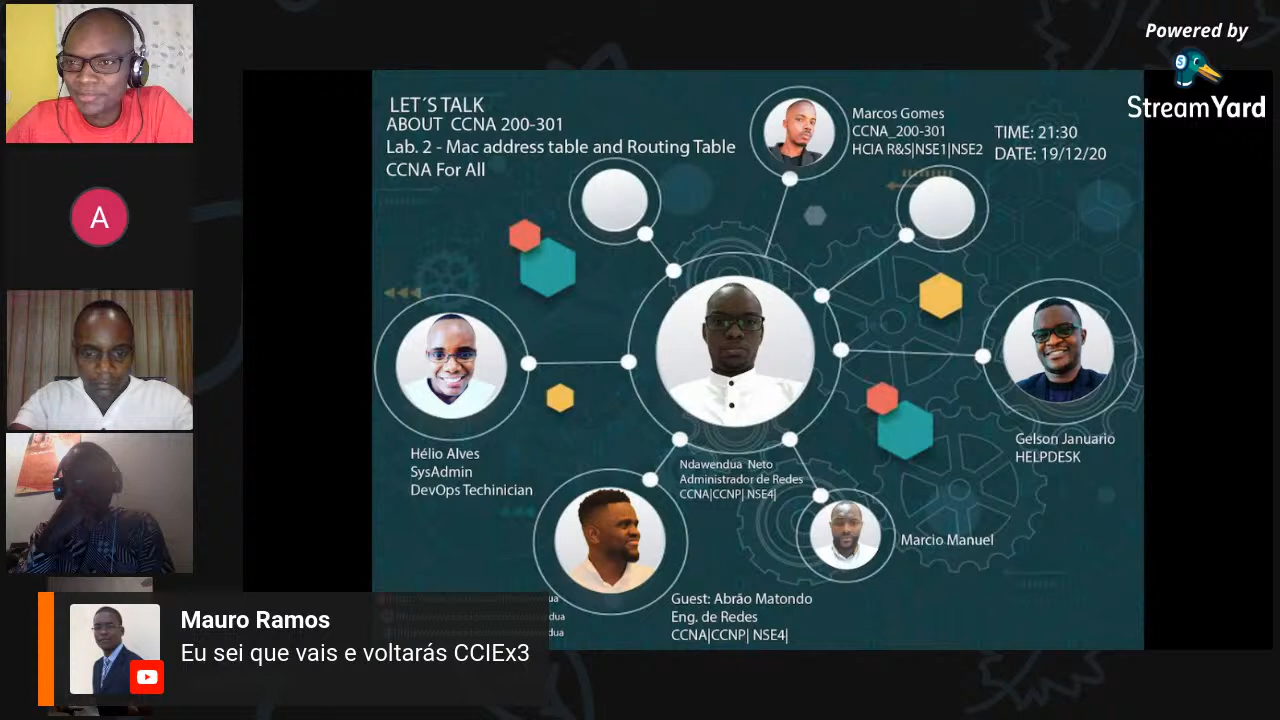 Powered by
StreamYard
LET´S TALK
ABOUT CCNA 200-301
Lab. 2 - Mac address table and Routing Table
CCNA For All
Marcos Gomes
CCNA_200-301
HCIA R&S|NSE1|NSE2
TIME: 21:30
DATE: 19/12/20
A
Hélio Alves
SysAdmin
DevOps Techinician
Ndawendua Neto
Administrador de Redes
CCNA|CCNP| NSE4|
Gelson Januario
HELPDESK
Marcio Manuel
Guest: Abrão Matondo
Eng. de Redes
CCNA|CCNP| NSE4|
Mauro Ramos
Eu sei que vais e voltarás CCIEx3